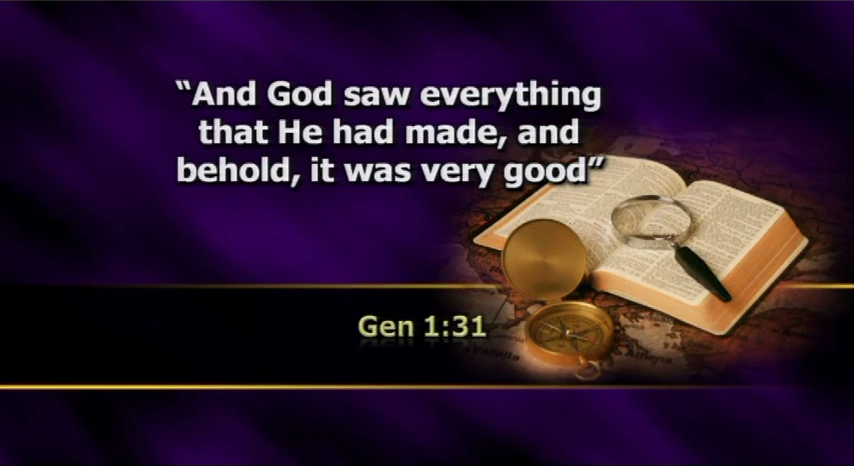 “And God saw everything
that He had made, and
behold, it was very good”
Gen 1:31